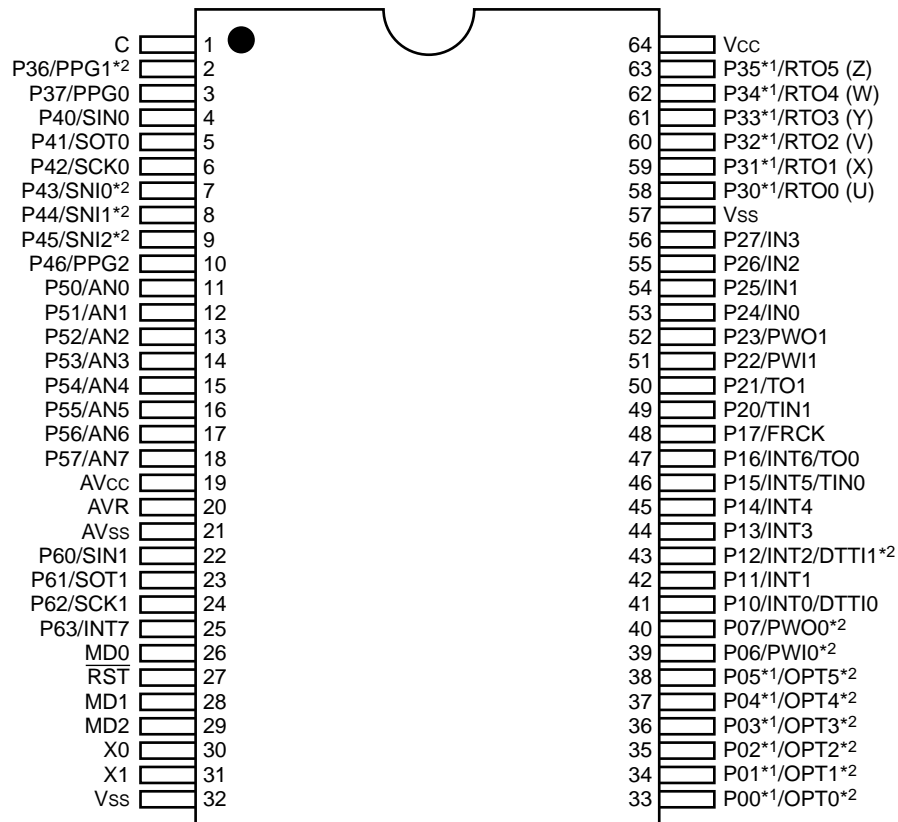 C 1 64 Vcc
P36/PPG1*2 2 63 P35*1/RTO5 (Z)
P37/PPG0 3 62 P34*1/RTO4 (W)
P40/SIN0 4 61 P33*1/RTO3 (Y)
P41/SOT0 5 60 P32*1/RTO2 (V)
P42/SCK0 6 59 P31*1/RTO1 (X)
P43/SNI0*2 7 58 P30*1/RTO0 (U)
P44/SNI1*2 8 57 Vss
P45/SNI2*2 9 56 P27/IN3
P46/PPG2 10 55 P26/IN2
P50/AN0 11 54 P25/IN1
P51/AN1 12 53 P24/IN0
P52/AN2 13 52 P23/PWO1
P53/AN3 14 51 P22/PWI1
P54/AN4 15 50 P21/TO1
P55/AN5 16 49 P20/TIN1
P56/AN6 17 48 P17/FRCK
P57/AN7 18 47 P16/INT6/TO0
AVcc 19 46 P15/INT5/TIN0
AVR 20 45 P14/INT4
AVss 21 44 P13/INT3
P60/SIN1 22 43 P12/INT2/DTTI1*2
P61/SOT1 23 42 P11/INT1
P62/SCK1 24 41 P10/INT0/DTTI0
P63/INT7 25 40 P07/PWO0*2
MD0 26 39 P06/PWI0*2
RST 27 38 P05*1/OPT5*2
MD1 28 37 P04*1/OPT4*2
MD2 29 36 P03*1/OPT3*2
X0 30 35 P02*1/OPT2*2
X1 31 34 P01*1/OPT1*2
Vss 32 33 P00*1/OPT0*2